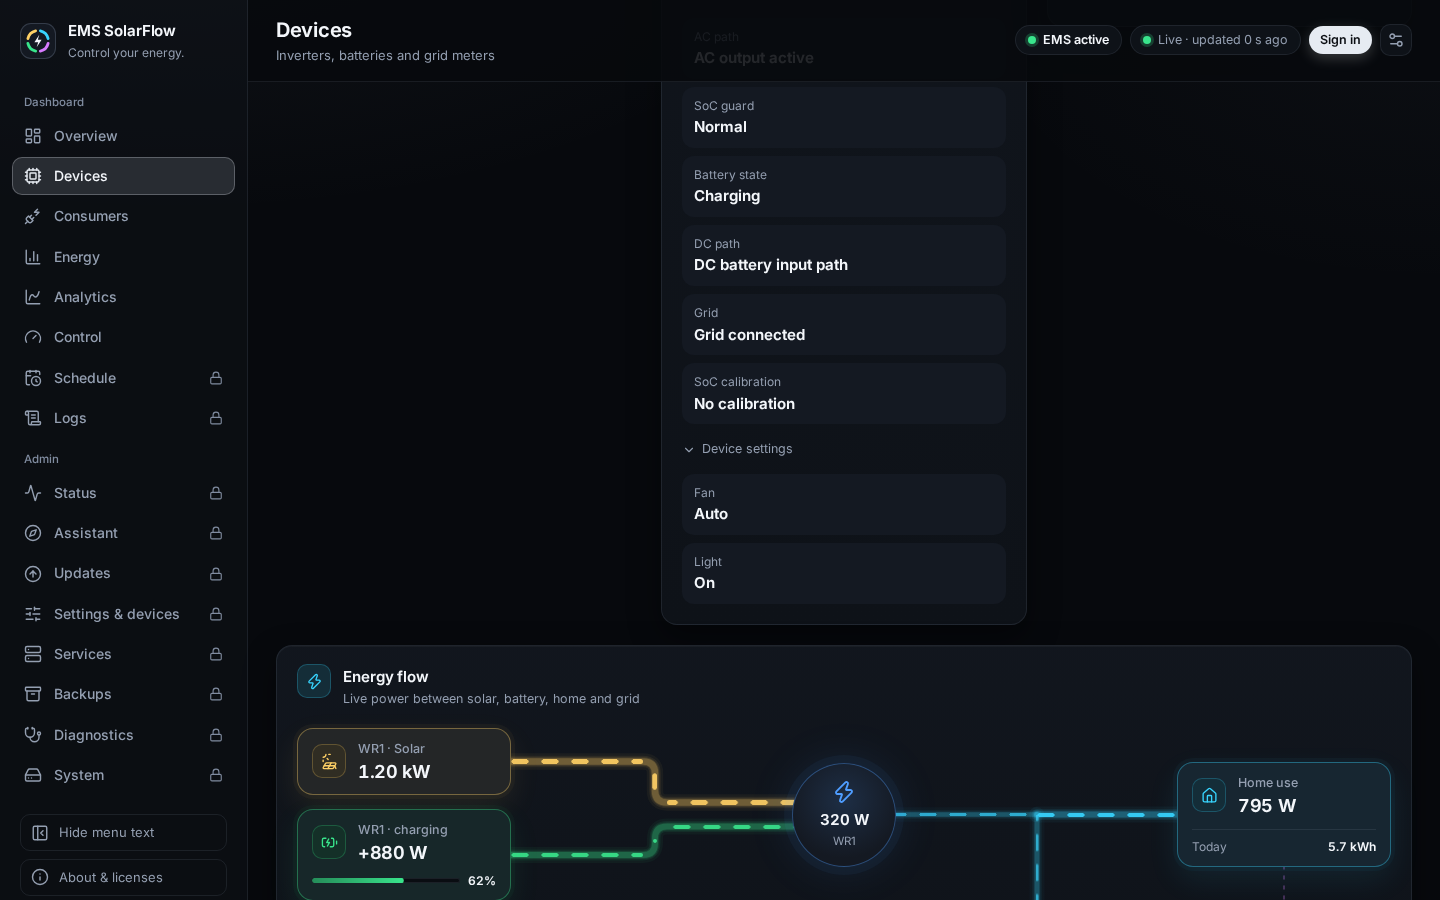 EMS SolarFlow
Control your energy.
Dashboard
Overview
Devices
Consumers
Energy
Analytics
Control
Schedule
Logs
Admin
Status
Assistant
Updates
Settings & devices
Services
Backups
Diagnostics
System
Hide menu text
About & licenses
Devices
Inverters, batteries and grid meters
EMS active
Live · updated 0 s ago
Sign in
AC path
AC output active
SoC guard
Normal
Battery state
Charging
DC path
DC battery input path
Grid
Grid connected
SoC calibration
No calibration
Device settings
Fan
Auto
Light
On
Energy flow
Live power between solar, battery, home and grid
WR1 · Solar
1.20 kW
WR1 · charging
+880 W
62%
320 W
WR1
Home use
795 W
Today
5.7 kWh